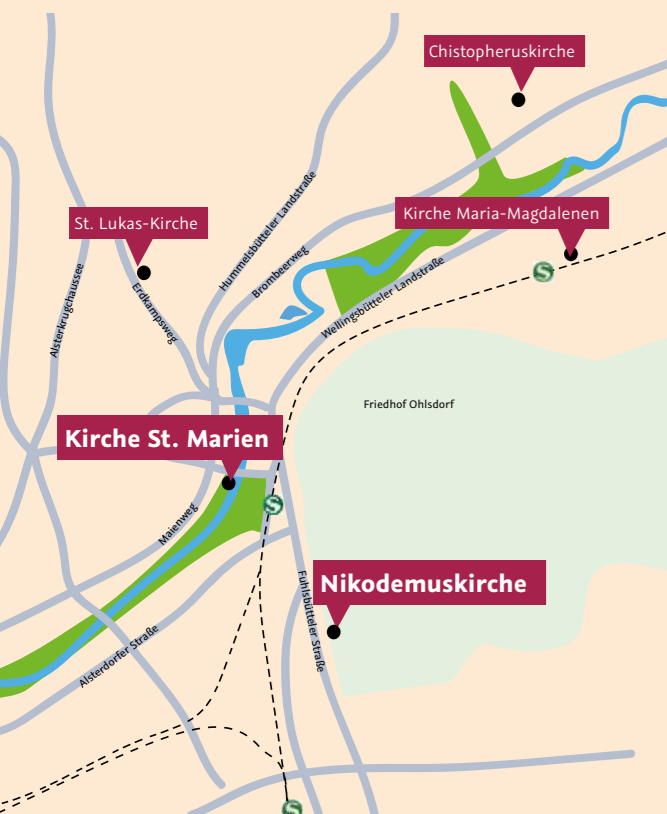 Chistopheruskirche
St. Lukas-Kirche
Kirche Maria-Magdalenen
Hummelsbütteler Landstraße
Brombeerweg
Alsterkrugchaussee
Erdkampsweg
Wellingsbütteler Landstraße
Friedhof Ohlsdorf
Kirche St. Marien
S
S
Maienweg
Nikodemuskirche
Fuhlsbütteler Straße
Alsterdorfer Straße
S